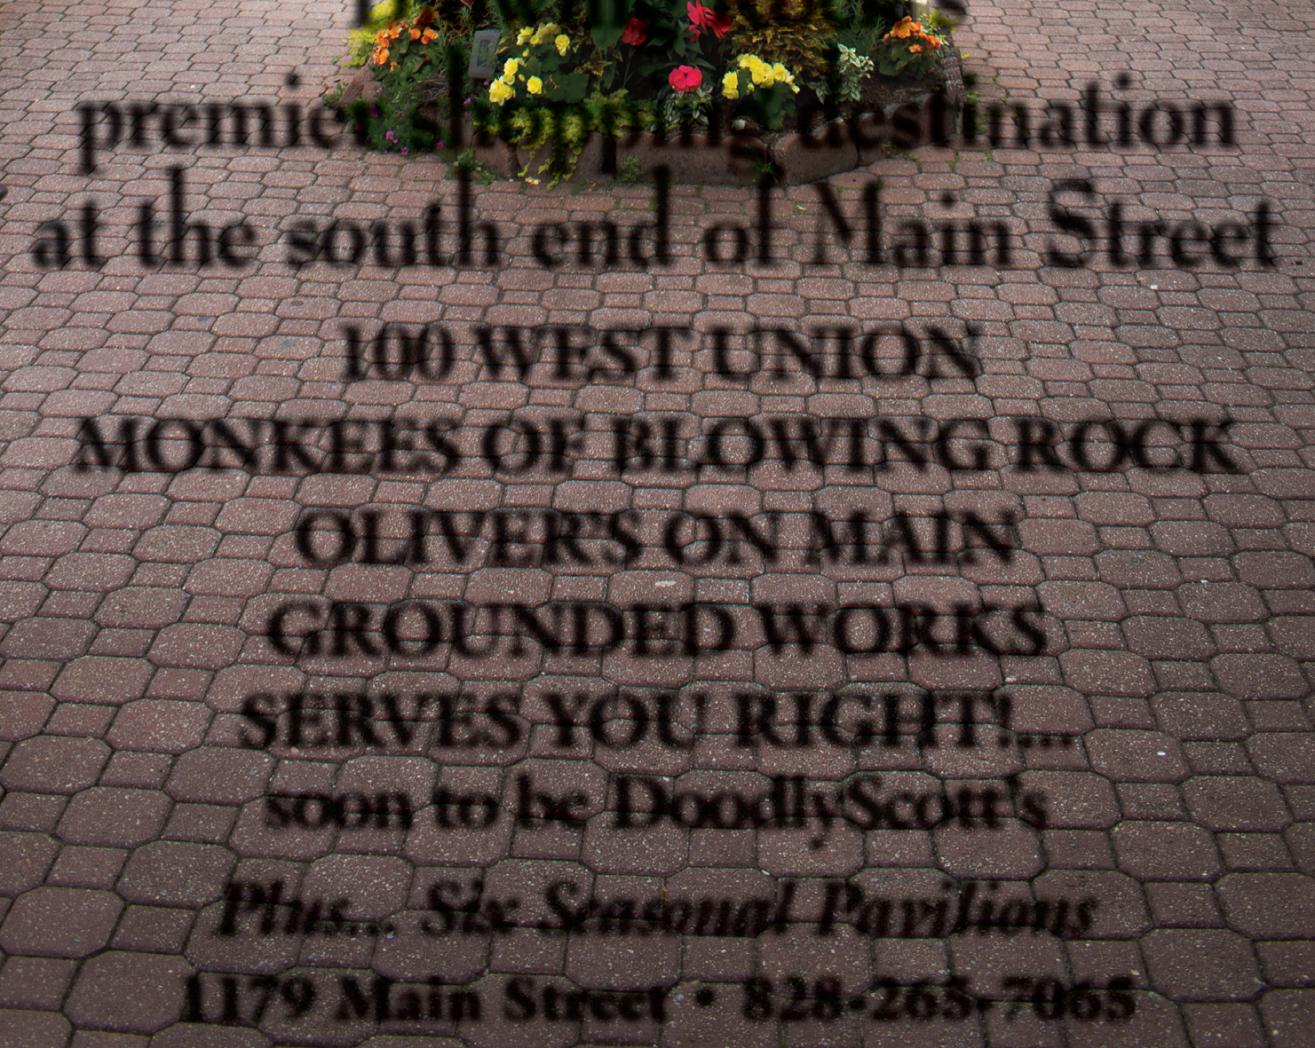 premier shopping destination
at the south end of Main Street
100 WEST UNION
MONKEES OF BLOWING ROCK
OLIVER'S ON MAIN
GROUNDED WORKS
SERVES YOU RIGHT!....
soon to be DoodlyScott's
Plus... Six Seasonal Pavilions
1179 Main Street • 828-265-7065